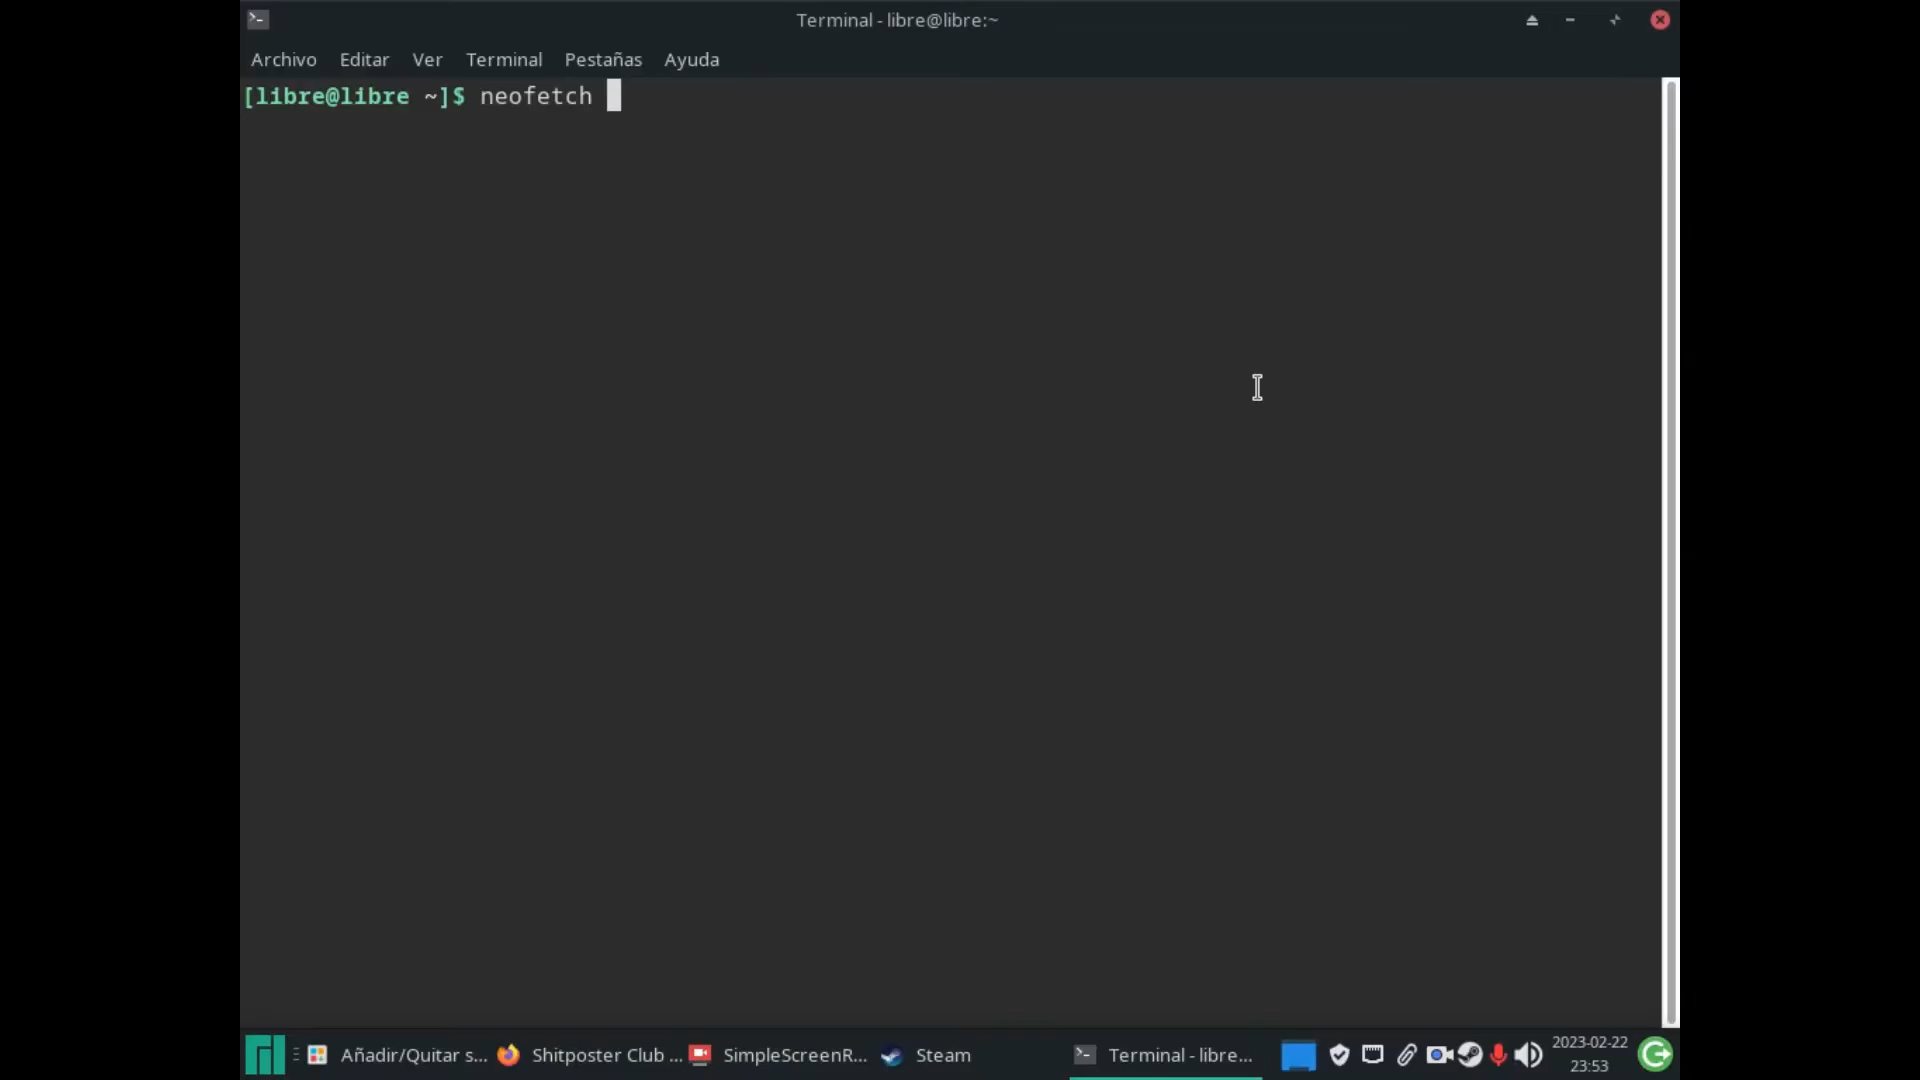 Terminal - libre@libre:~
Archivo Editar Ver Terminal Pestañas Ayuda
[libre@libre ~]$ neofetch
Añadir/Quitar s... Shitposter Club ... SimpleScreenR... Steam Terminal - libre... 2023-02-22
23:53